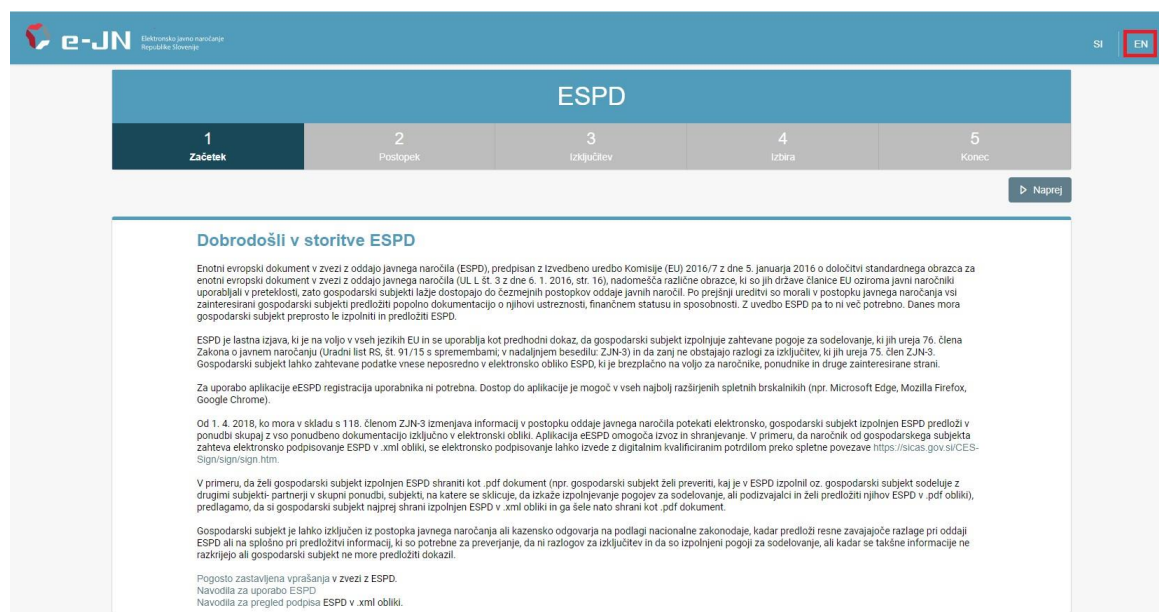 e-JN
Elektronsko javno naročanje
Republike Slovenije
SI
EN
ESPD
1
Začetek
2
Postopek
3
Izključitev
4
Izbira
5
Konec
Naprej
Dobrodošli v storitve ESPD
Enotni evropski dokument v zvezi z oddajo javnega naročila (ESPD), predpisan z Izvedbeno uredbo Komisije (EU) 2016/7 z dne 5. januarja 2016 o določitvi standardnega obrazca za
enotni evropski dokument v zvezi z oddajo javnega naročila (UL L št. 3 z dne 6. 1. 2016, str. 16), nadomešča različne obrazce, ki so jih države članice EU oziroma javni naročniki
uporabljali v preteklosti, zato gospodarski subjekti lažje dostopajo do čezmejnih postopkov oddaje javnih naročil. Po prejšnji ureditvi so morali v postopku javnega naročanja vsi
zainteresirani gospodarski subjekti predložiti popolno dokumentacijo o njihovi ustreznosti, finančnem statusu in sposobnosti. Z uvedbo ESPD pa to ni več potrebno. Danes mora
gospodarski subjekt preprosto le izpolniti in predložiti ESPD.
ESPD je lastna izjava, ki je na voljo v vseh jezikih EU in se uporablja kot predhodni dokaz, da gospodarski subjekt izpolnjuje zahtevane pogoje za sodelovanje, ki jih ureja 76. člena
Zakona o javnem naročanju (Uradni list RS, št. 91/15 s spremembami; v nadaljnjem besedilu: ZJN-3) in da zanj ne obstajajo razlogi za izključitev, ki jih ureja 75. člen ZJN-3.
Gospodarski subjekt lahko zahtevane podatke vnese neposredno v elektronsko obliko ESPD, ki je brezplačno na voljo za naročnike, ponudnike in druge zainteresirane strani.
Za uporabo aplikacije eESPD registracija uporabnika ni potrebna. Dostop do aplikacije je mogoč v vseh najbolj razširjenih spletnih brskalnikih (npr. Microsoft Edge, Mozilla Firefox,
Google Chrome).
Od 1. 4. 2018, ko mora v skladu s 118. členom ZJN-3 izmenjava informacij v postopku oddaje javnega naročila potekati elektronsko, gospodarski subjekt izpolnjen ESPD predloži v
ponudbi skupaj z vso ponudbeno dokumentacijo izključno v elektronski obliki. Aplikacija eESPD omogoča izvoz in shranjevanje. V primeru, da naročnik od gospodarskega subjekta
zahteva elektronsko podpisovanje ESPD v .xml obliki, se elektronsko podpisovanje lahko izvede z digitalnim kvalificiranim potrdilom preko spletne povezave https://sicas.gov.si/CES-
Sign/sign/sign.htm.
V primeru, da želi gospodarski subjekt izpolnjen ESPD shraniti kot .pdf dokument (npr. gospodarski subjekt želi preveriti, kaj je v ESPD izpolnil oz. gospodarski subjekt sodeluje z
drugimi subjekti- partnerji v skupni ponudbi, subjekti, na katere se sklicuje, da izkaže izpolnjevanje pogojev za sodelovanje, ali podizvajalci in želi predložiti njihov ESPD v .pdf obliki),
predlagamo, da si gospodarski subjekt najprej shrani izpolnjen ESPD v .xml obliki in ga šele nato shrani kot .pdf dokument.
Gospodarski subjekt je lahko izključen iz postopka javnega naročanja ali kazensko odgovarja na podlagi nacionalne zakonodaje, kadar predloži resne zavajajoče razlage pri oddaji
ESPD ali na splošno pri predložitvi informacij, ki so potrebne za preverjanje, da ni razlogov za izključitev in da so izpolnjeni pogoji za sodelovanje, ali kadar se takšne informacije ne
razkrijejo ali gospodarski subjekt ne more predložiti dokazil.
Pogosto zastavljena vprašanja v zvezi z ESPD.
Navodila za uporabo ESPD
Navodila za pregled podpisa ESPD v .xml obliki.